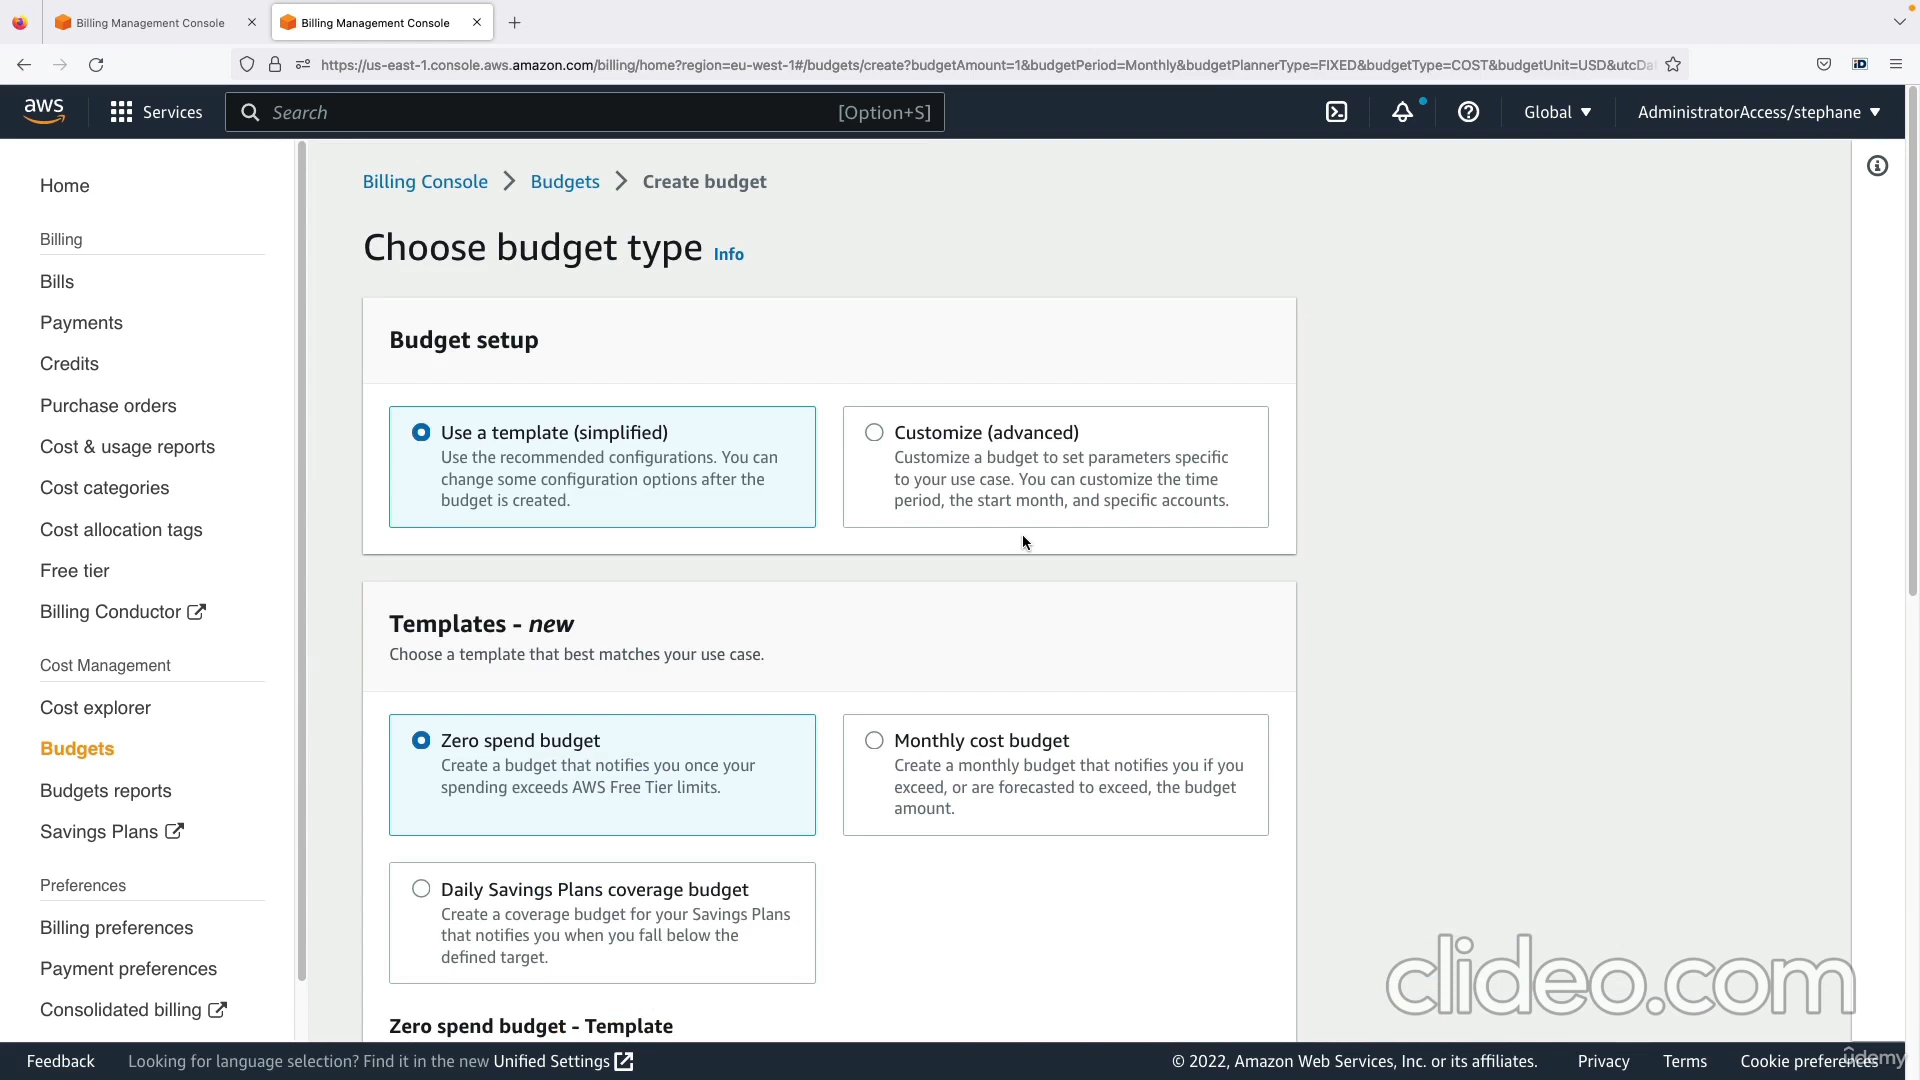 Billing Management Console
Billing Management Console
https://us-east-1.console.aws.amazon.com/billing/home?region=eu-west-1#/budgets/create?budgetAmount=1&budgetPeriod=Monthly&budgetPlannerType=FIXED&budgetType=COST&budgetUnit=USD&utcDa
iD
aws
Services
Search
[Option+S]
Global
AdministratorAccess/stephane
Home
Billing
Bills
Payments
Credits
Purchase orders
Cost & usage reports
Cost categories
Cost allocation tags
Free tier
Billing Conductor
Cost Management
Cost explorer
Budgets
Budgets reports
Savings Plans
Preferences
Billing preferences
Payment preferences
Consolidated billing
Billing Console > Budgets > Create budget
Choose budget type Info
Budget setup
Use a template (simplified)
Use the recommended configurations. You can
change some configuration options after the
budget is created.
Customize (advanced)
Customize a budget to set parameters specific
to your use case. You can customize the time
period, the start month, and specific accounts.
Templates - new
Choose a template that best matches your use case.
Zero spend budget
Create a budget that notifies you once your
spending exceeds AWS Free Tier limits.
Monthly cost budget
Create a monthly budget that notifies you if you
exceed, or are forecasted to exceed, the budget
amount.
Daily Savings Plans coverage budget
Create a coverage budget for your Savings Plans
that notifies you when you fall below the
defined target.
Zero spend budget - Template
clideo.com
Feedback
Looking for language selection? Find it in the new Unified Settings
© 2022, Amazon Web Services, Inc. or its affiliates.
Privacy
Terms
Cookie preferences
ûdemy